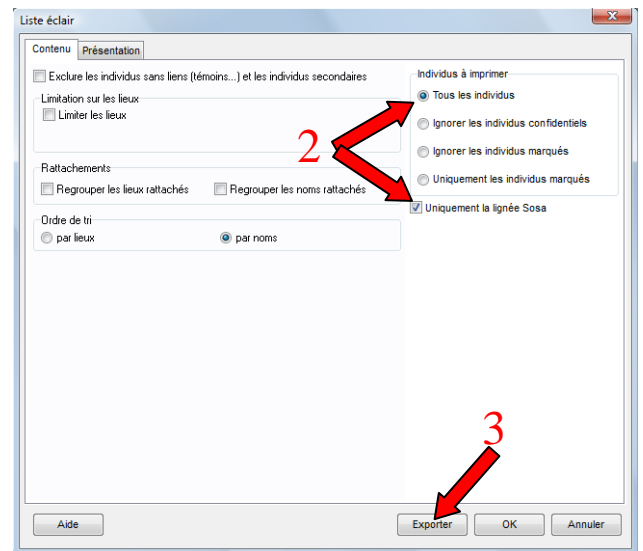 Liste éclair
Contenu
Présentation
Exclure les individus sans liens (témoins...) et les individus secondaires
Limitation sur les lieux
Limiter les lieux
Rattachements
Regrouper les lieux rattachés
Regrouper les noms rattachés
Ordre de tri
par lieux
par noms
Individus à imprimer
Tous les individus
Ignorer les individus confidentiels
Ignorer les individus marqués
Uniquement les individus marqués
Uniquement la lignée Sosa
2
3
Aide
Exporter
OK
Annuler